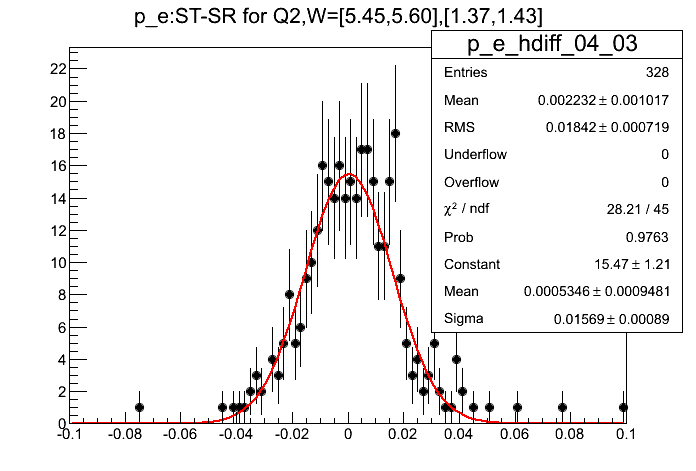 p_e:ST-SR for Q2,W=[5.45,5.60],[1.37,1.43]
p_e_hdiff_04_03
Entries 328
Mean 0.002232 ± 0.001017
RMS 0.01842 ± 0.000719
Underflow 0
Overflow 0
χ² / ndf 28.21 / 45
Prob 0.9763
Constant 15.47 ± 1.21
Mean 0.0005346 ± 0.0009481
Sigma 0.01569 ± 0.00089
22
20
18
16
14
12
10
8
6
4
2
0
-0.1 -0.08 -0.06 -0.04 -0.02 0 0.02 0.04 0.06 0.08 0.1